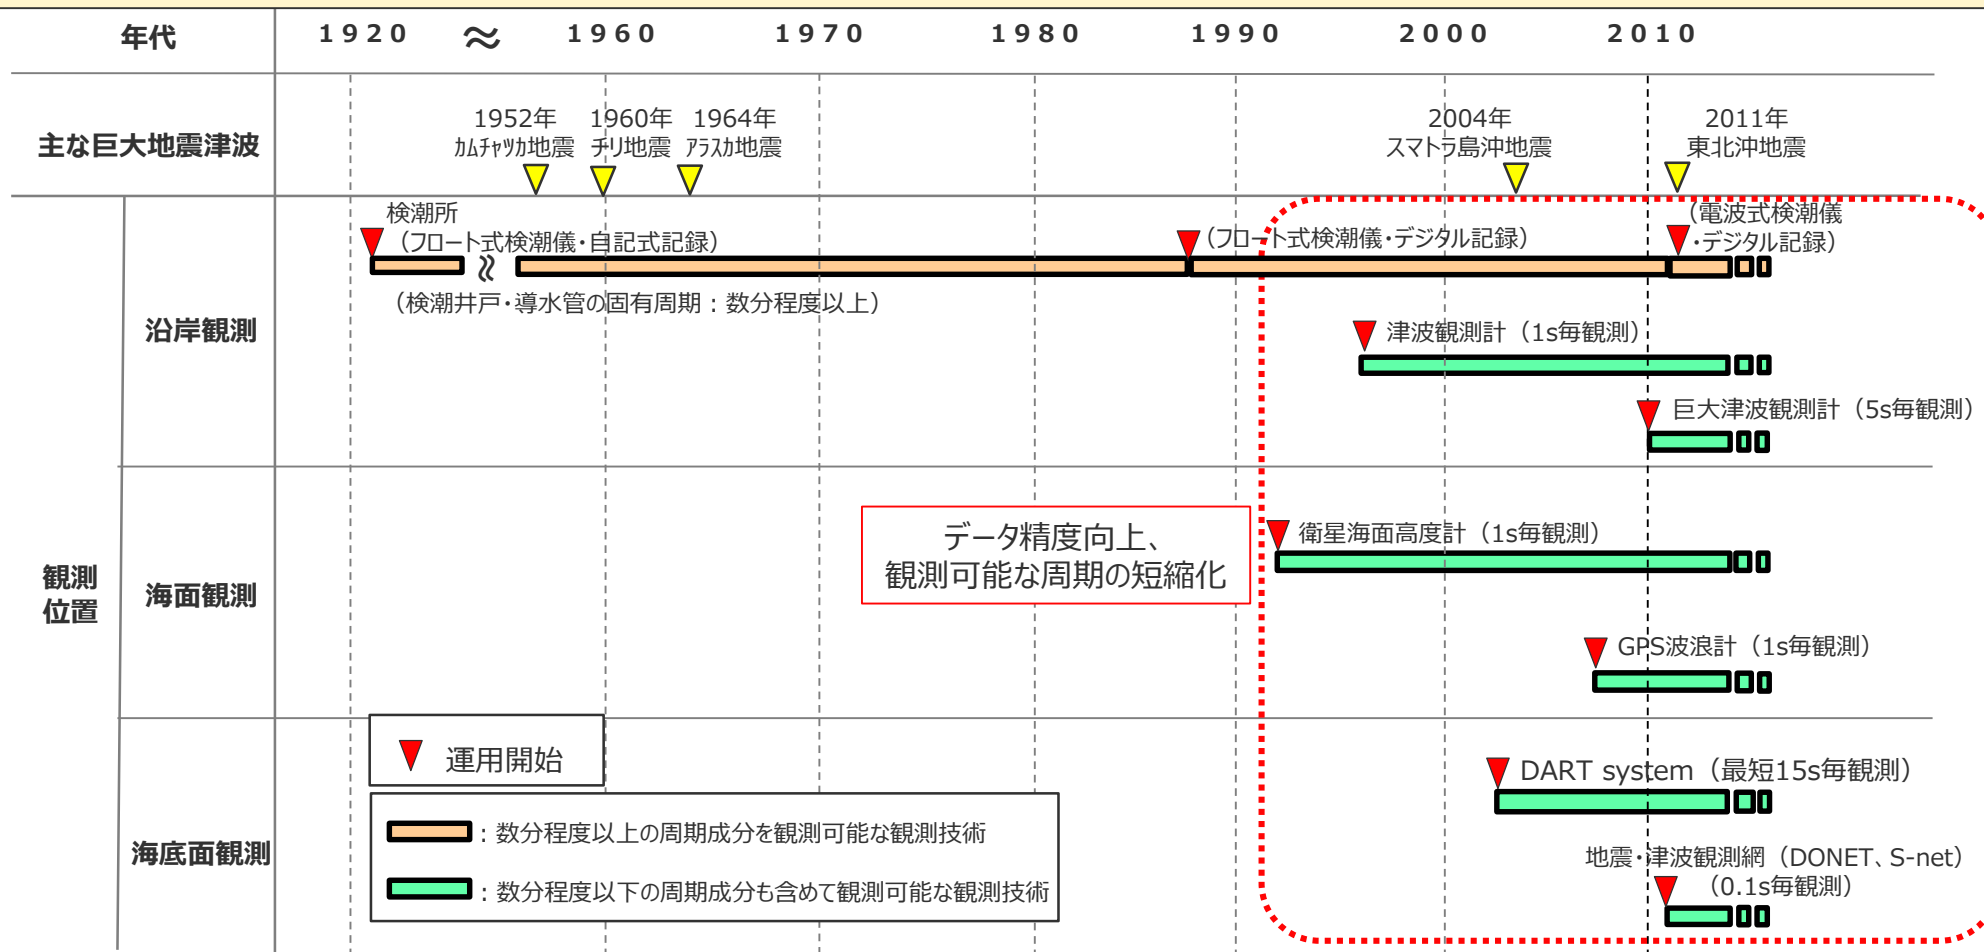 年代
1920 ≈ 1960 1970 1980 1990 2000 2010
主な巨大地震津波
1952年
ｶﾑﾁｬﾂｶ地震
1960年
ﾁﾘ地震
1964年
ｱﾗｽｶ地震
2004年
スマトラ島沖地震
2011年
東北沖地震
観測
位置
沿岸観測
検潮所
（フロート式検潮儀・自記式記録）
（フロート式検潮儀・デジタル記録）
（電波式検潮儀
・デジタル記録）
（検潮井戸・導水管の固有周期：数分程度以上）
津波観測計（1s毎観測）
巨大津波観測計（5s毎観測）
海面観測
データ精度向上、
観測可能な周期の短縮化
衛星海面高度計（1s毎観測）
GPS波浪計（1s毎観測）
海底面観測
DART system（最短15s毎観測）
地震・津波観測網（DONET、S-net）
（0.1s毎観測）
運用開始
：数分程度以上の周期成分を観測可能な観測技術
：数分程度以下の周期成分も含めて観測可能な観測技術